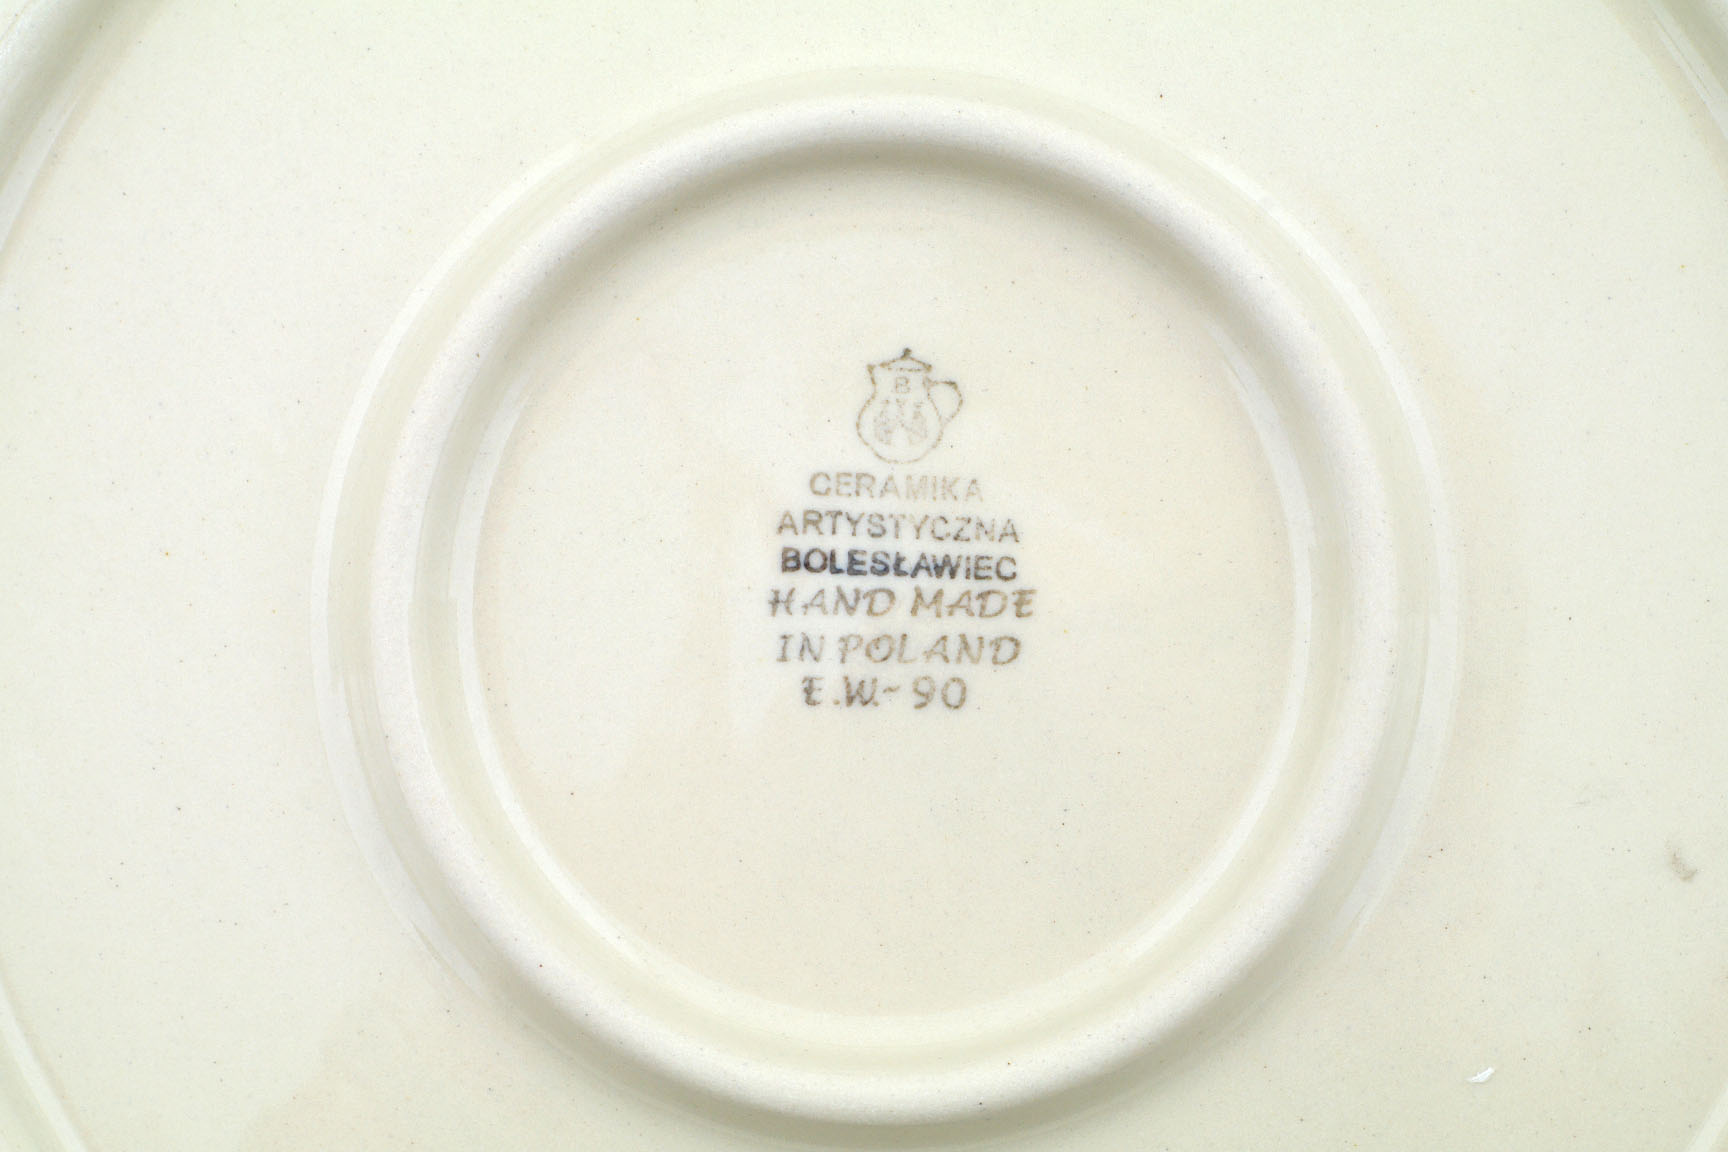 B
CERAMIKA
ARTYSTYCZNA
BOLESŁAWIEC
HAND MADE
IN POLAND
E.W.~90